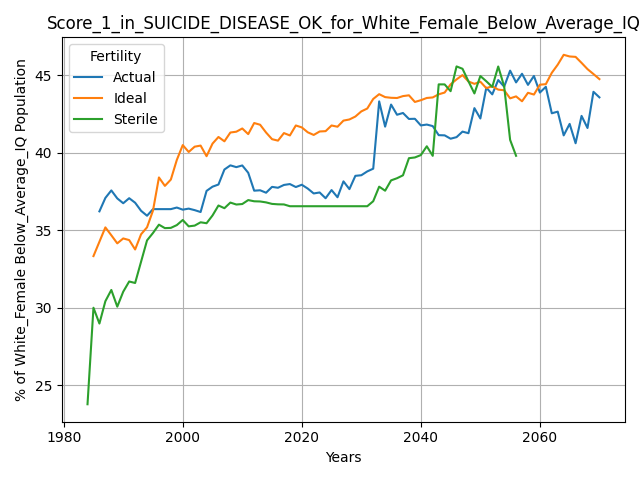 Score_1_in_SUICIDE_DISEASE_OK_for_White_Female_Below_Average_IQ
% of White_Female Below_Average_IQ Population
Fertility
Actual
Ideal
Sterile
45
40
35
30
25
1980
2000
2020
2040
2060
Years